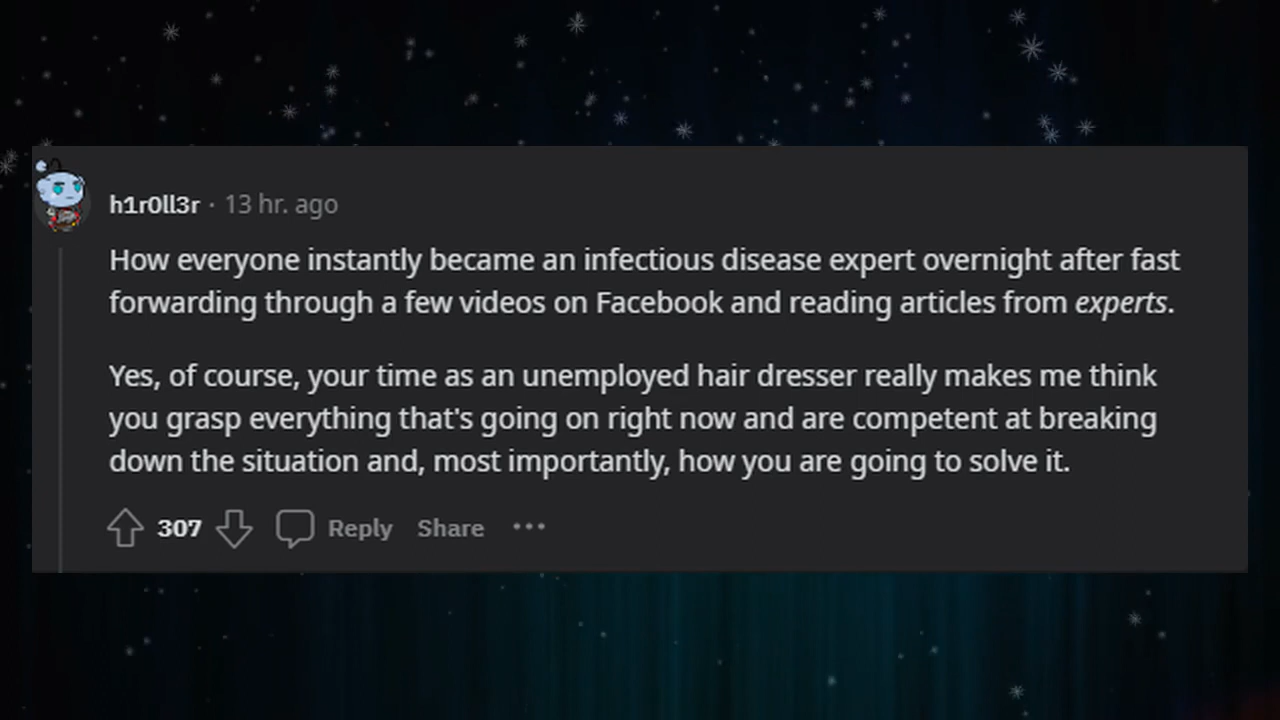 h1r0ll3r · 13 hr. ago
How everyone instantly became an infectious disease expert overnight after fast
forwarding through a few videos on Facebook and reading articles from experts.
Yes, of course, your time as an unemployed hair dresser really makes me think
you grasp everything that's going on right now and are competent at breaking
down the situation and, most importantly, how you are going to solve it.
307 Reply Share ···